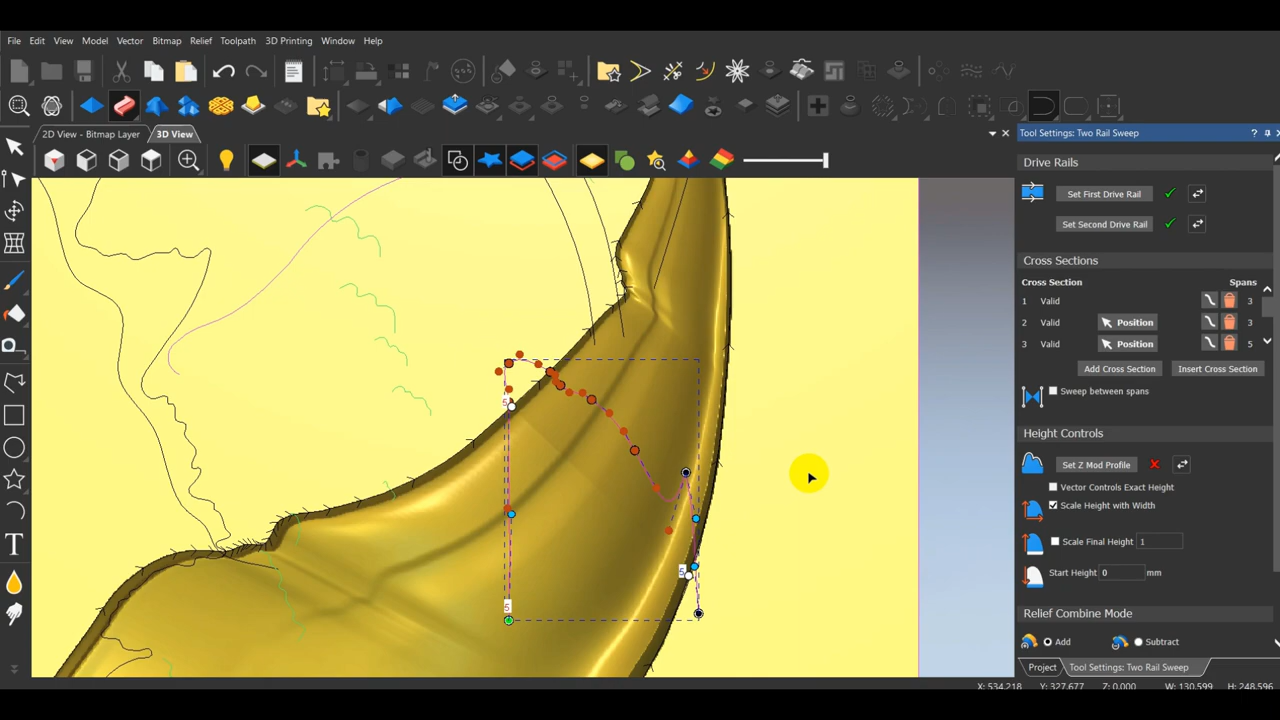 File Edit View Model Vector Bitmap Relief Toolpath 3D Printing Window Help
2D View - Bitmap Layer 3D View
Tool Settings: Two Rail Sweep
Drive Rails
Set First Drive Rail
Set Second Drive Rail
Cross Sections
Cross Section Spans
1 Valid 3
2 Valid Position 3
3 Valid Position 5
Add Cross Section Insert Cross Section
Sweep between spans
Height Controls
Set Z Mod Profile
Vector Controls Exact Height
Scale Height with Width
Scale Final Height 1
Start Height 0 mm
Relief Combine Mode
Add Subtract
Project Tool Settings: Two Rail Sweep
5
5
5
T
X: 534.218 Y: 327.677 Z: 0.000 W: 130.599 H: 248.596